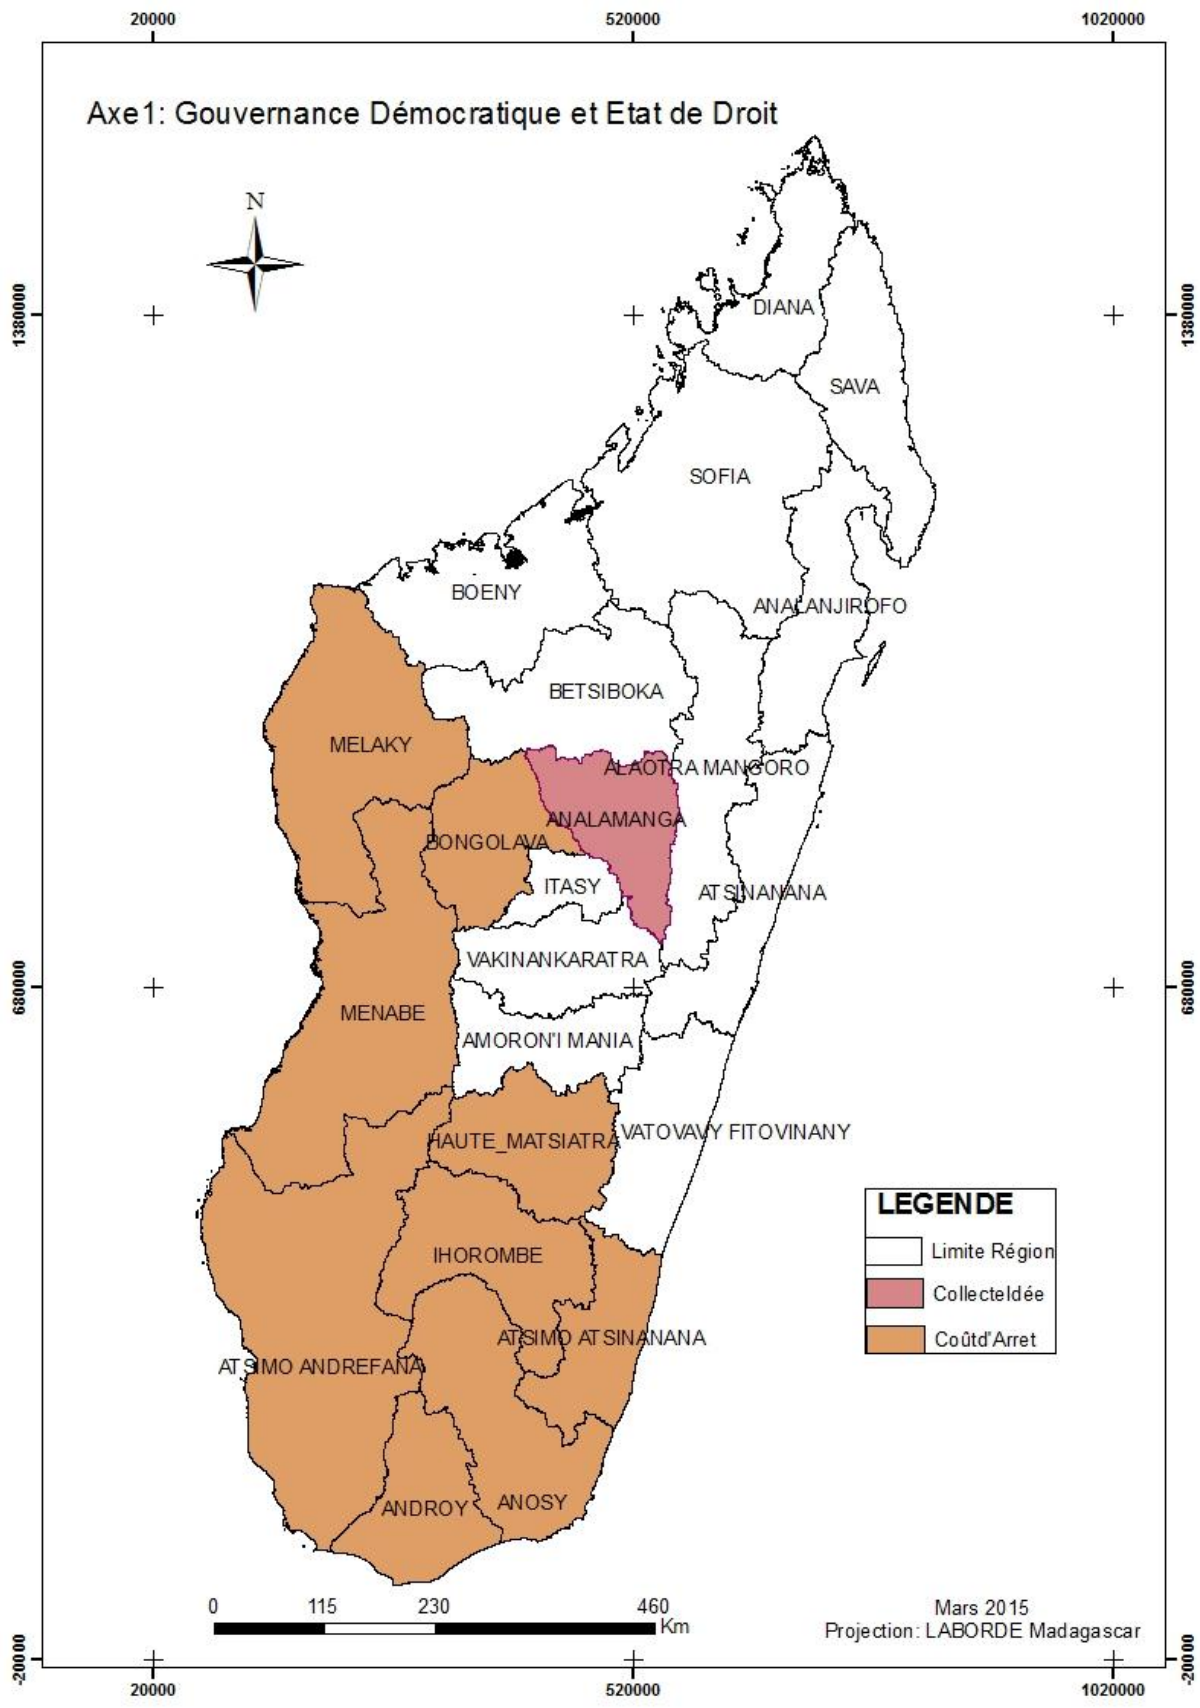 20000 520000 1020000
Axe1: Gouvernance Démocratique et Etat de Droit
N
1380000 1380000
DIANA
SAVA
SOFIA
BOENY
ANALANJIROFO
BETSIBOKA
MELAKY
ALAOTRA MANGORO
ANALAMANGA
BONGOLAVA
ITASY
ATSINANANA
VAKINANKARATRA
680000 680000
MENABE
AMORON'I MANIA
HAUTE_MATSIATRA
VATOVAVY FITOVINANY
LEGENDE
Limite Région
CollecteIdée
Coûtd'Arret
IHOROMBE
ATSIMO ATSINANANA
ATSIMO ANDREFANA
ANDROY
ANOSY
0 115 230 460
Km
Mars 2015
Projection: LABORDE Madagascar
-20000 -20000
20000 520000 1020000